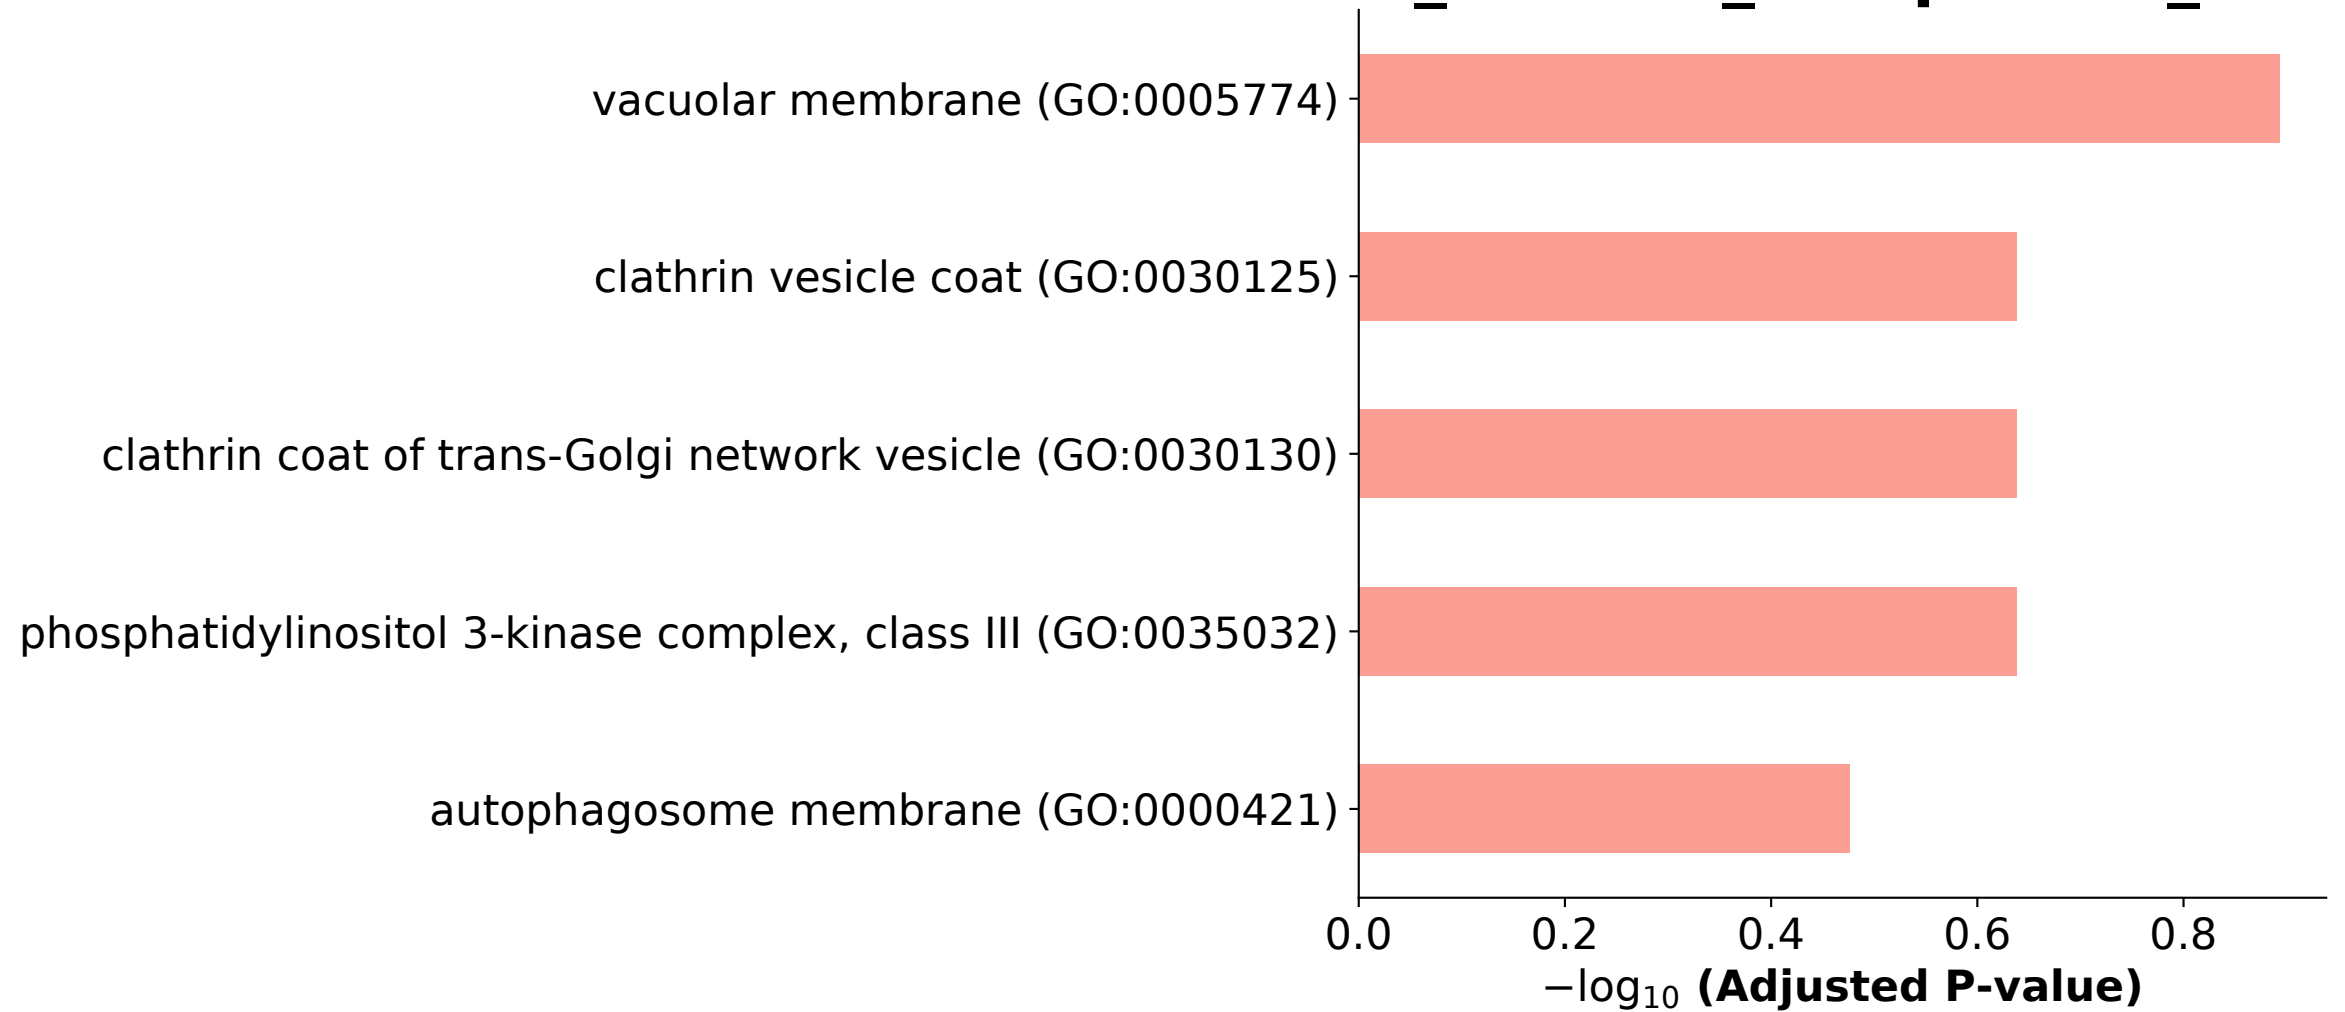 vacuolar membrane (GO:0005774)
clathrin vesicle coat (GO:0030125)
clathrin coat of trans-Golgi network vesicle (GO:0030130)
phosphatidylinositol 3-kinase complex, class III (GO:0035032)
autophagosome membrane (GO:0000421)
0.0 0.2 0.4 0.6 0.8
−log₁₀ (Adjusted P-value)